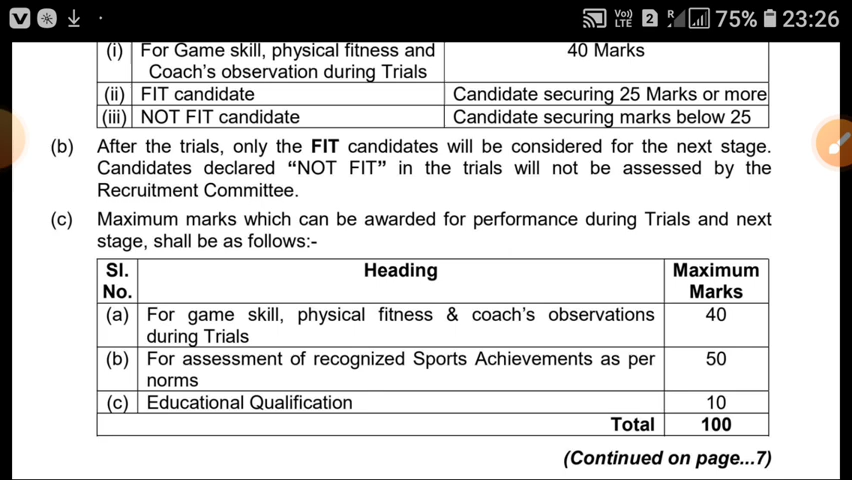 Vo)) LTE 2 R 75% 23:26
(i) For Game skill, physical fitness and 40 Marks
Coach's observation during Trials
(ii) FIT candidate Candidate securing 25 Marks or more
(iii) NOT FIT candidate Candidate securing marks below 25
(b) After the trials, only the FIT candidates will be considered for the next stage.
Candidates declared “NOT FIT” in the trials will not be assessed by the
Recruitment Committee.
(c) Maximum marks which can be awarded for performance during Trials and next
stage, shall be as follows:-
Sl. Heading Maximum
No. Marks
(a) For game skill, physical fitness & coach's observations 40
during Trials
(b) For assessment of recognized Sports Achievements as per 50
norms
(c) Educational Qualification 10
Total 100
(Continued on page...7)